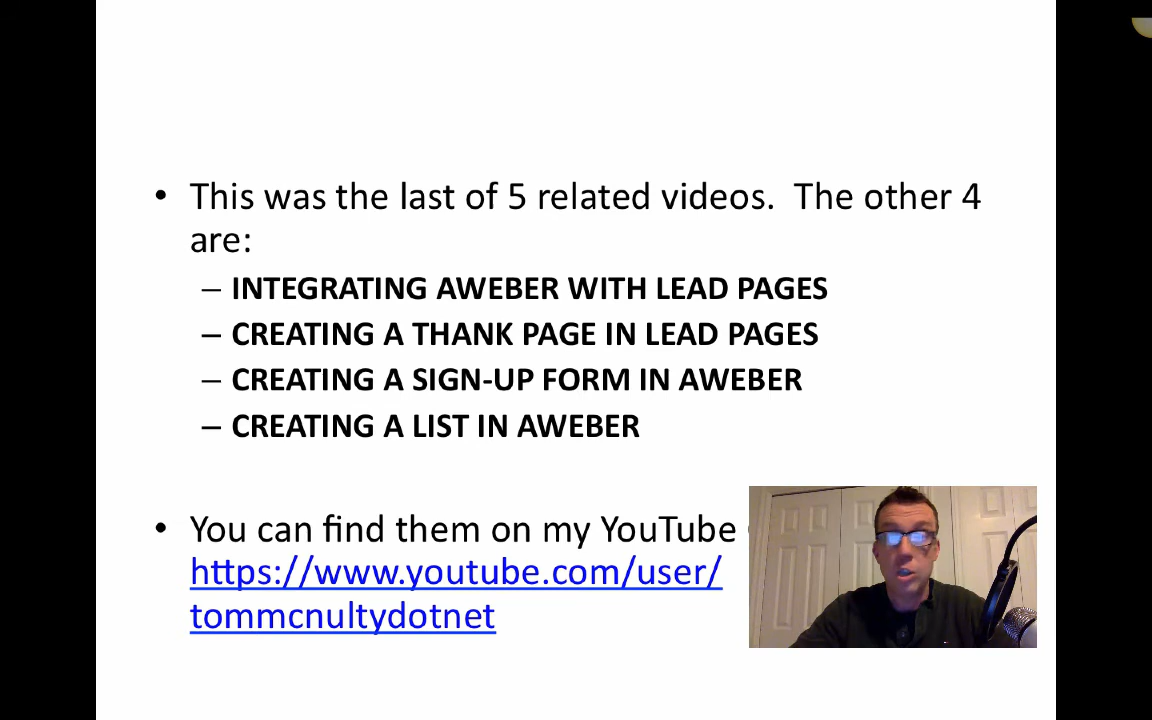 • This was the last of 5 related videos.  The other 4
are:
– INTEGRATING AWEBER WITH LEAD PAGES
– CREATING A THANK PAGE IN LEAD PAGES
– CREATING A SIGN-UP FORM IN AWEBER
– CREATING A LIST IN AWEBER
• You can find them on my YouTube
https://www.youtube.com/user/
tommcnultydotnet